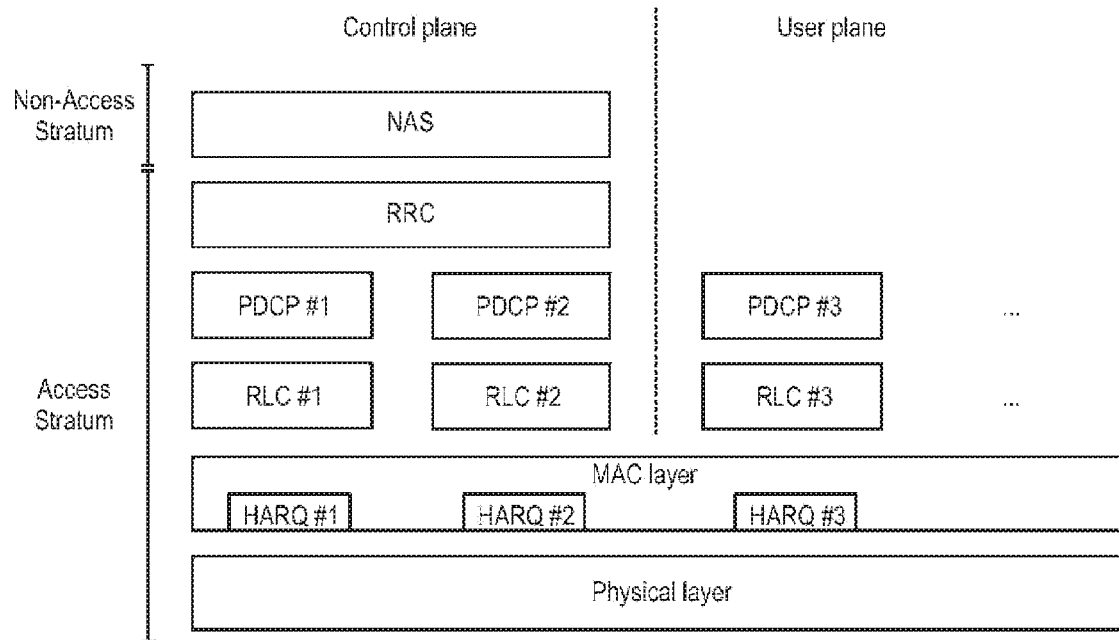 Control plane
User plane
Non-Access
Stratum
NAS
RRC
PDCP #1
PDCP #2
PDCP #3
...
Access
Stratum
RLC #1
RLC #2
RLC #3
...
MAC layer
HARQ #1
HARQ #2
HARQ #3
Physical layer